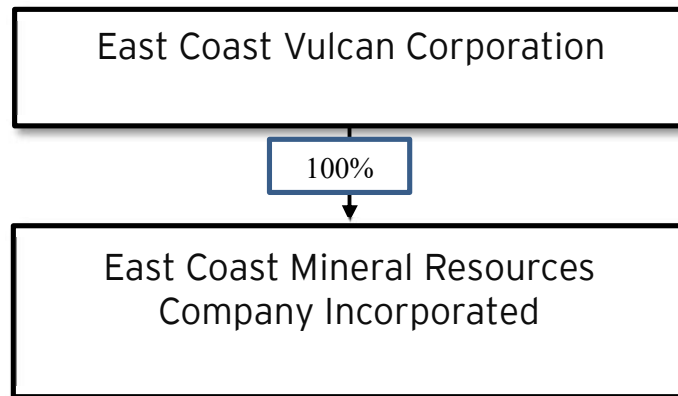 East Coast Vulcan Corporation
100%
East Coast Mineral Resources
Company Incorporated